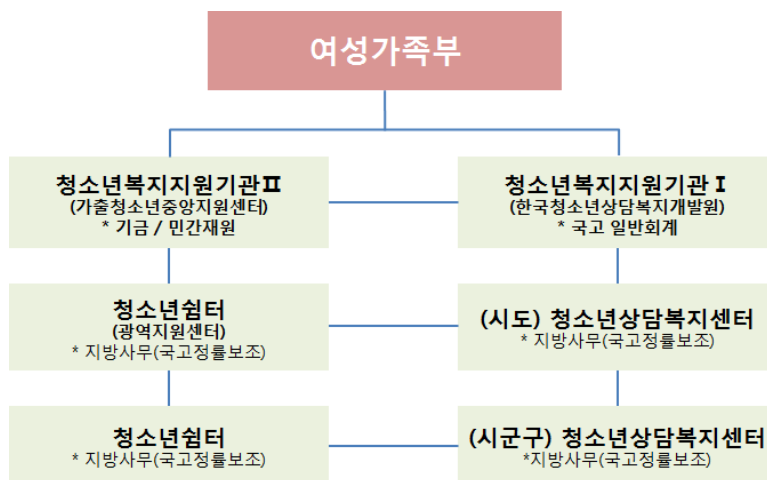 여성가족부
청소년복지지원기관Ⅱ
(가출청소년중앙지원센터)
* 기금 / 민간재원
청소년복지지원기관 I
(한국청소년상담복지개발원)
* 국고 일반회계
청소년쉼터
(광역지원센터)
* 지방사무(국고정률보조)
(시도) 청소년상담복지센터
* 지방사무(국고정률보조)
청소년쉼터
* 지방사무(국고정률보조)
(시군구) 청소년상담복지센터
*지방사무(국고정률보조)